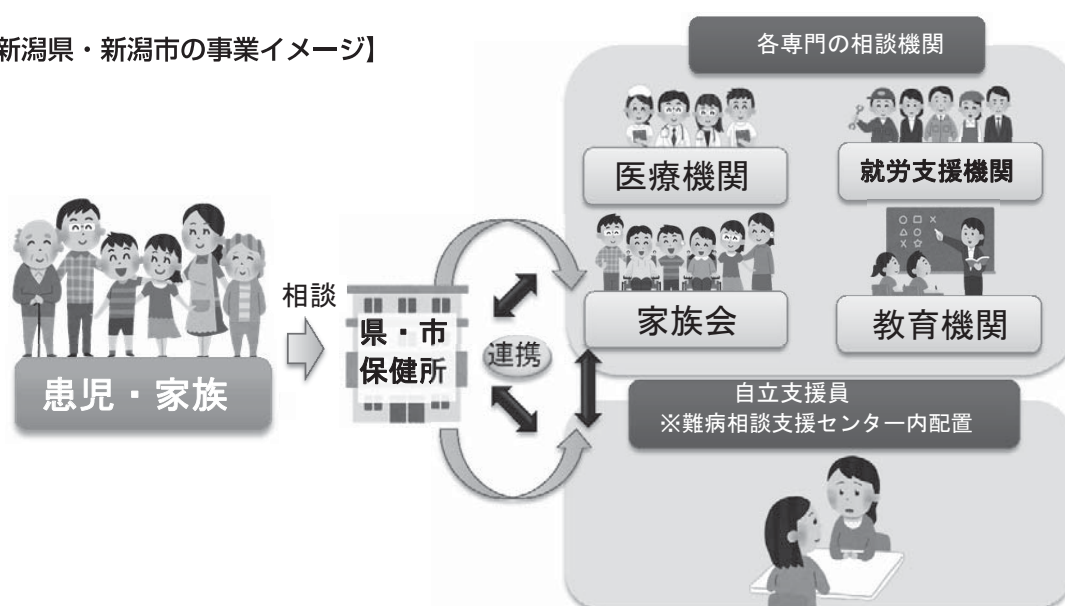 新潟県・新潟市の事業イメージ】
各専門の相談機関
医療機関
就労支援機関
家族会
教育機関
相談
県・市
保健所
連携
患児・家族
自立支援員
※難病相談支援センター内配置